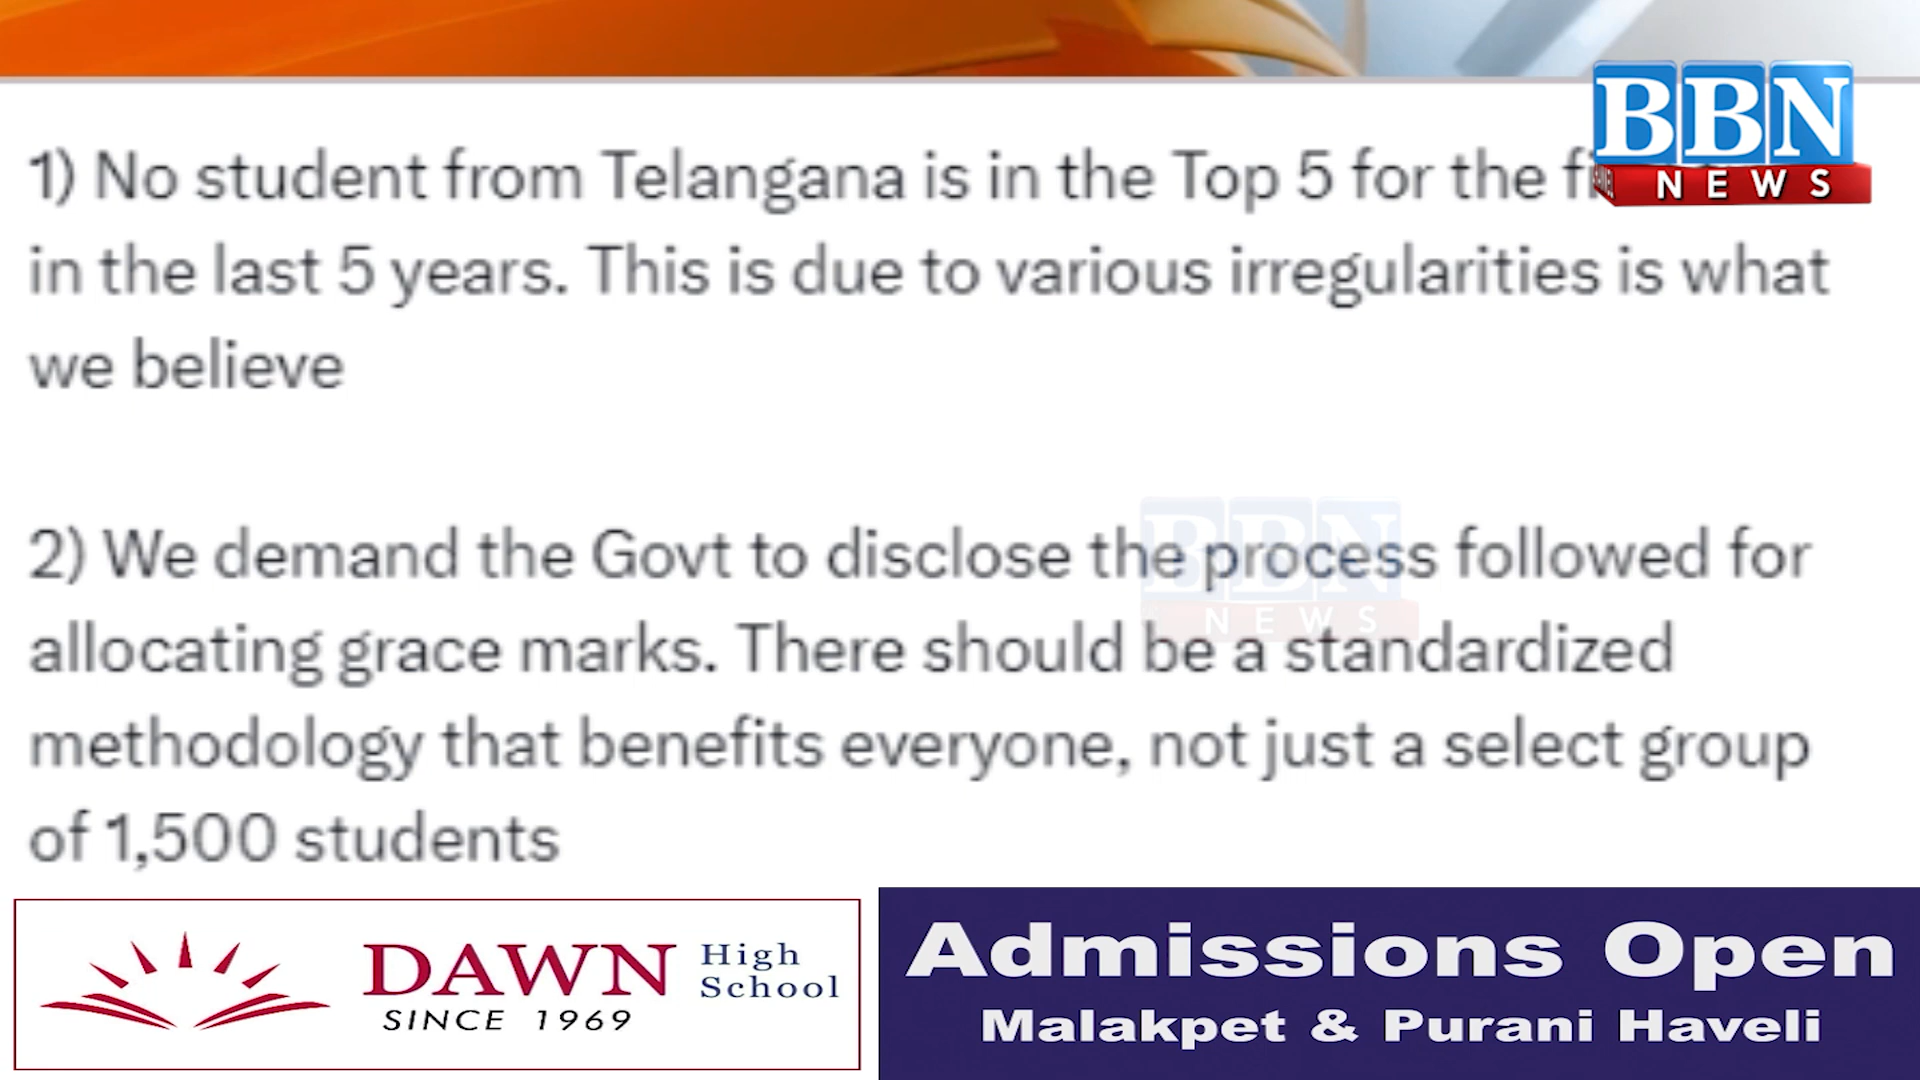 BBN
NEWS
1) No student from Telangana is in the Top 5 for the
in the last 5 years. This is due to various irregularities is what
we believe
2) We demand the Govt to disclose the process followed for
allocating grace marks. There should be a standardized
methodology that benefits everyone, not just a select group
of 1,500 students
BBN
NEWS
DAWN High School
SINCE 1969
Admissions Open
Malakpet & Purani Haveli